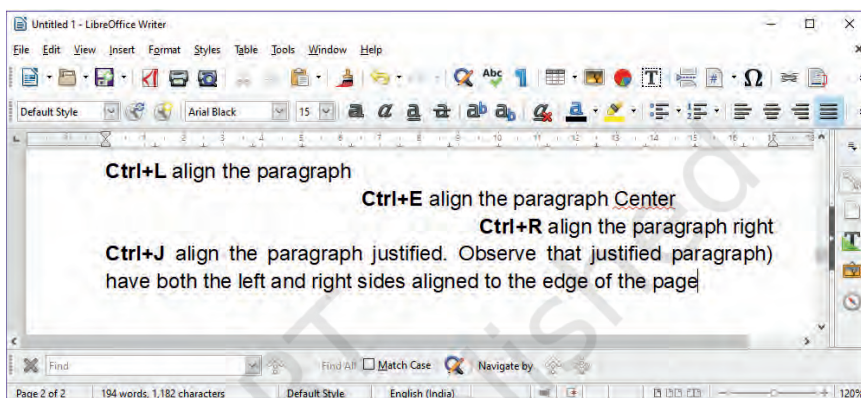 Untitled 1 - LibreOffice Writer
File Edit View Insert Format Styles Table Tools Window Help
Default Style Arial Black 15
Ctrl+L align the paragraph
Ctrl+E align the paragraph Center
Ctrl+R align the paragraph right
Ctrl+J align the paragraph justified. Observe that justified paragraph)
have both the left and right sides aligned to the edge of the page
Find Find All Match Case Navigate by
Page 2 of 2 194 words, 1,182 characters Default Style English (India) 120%